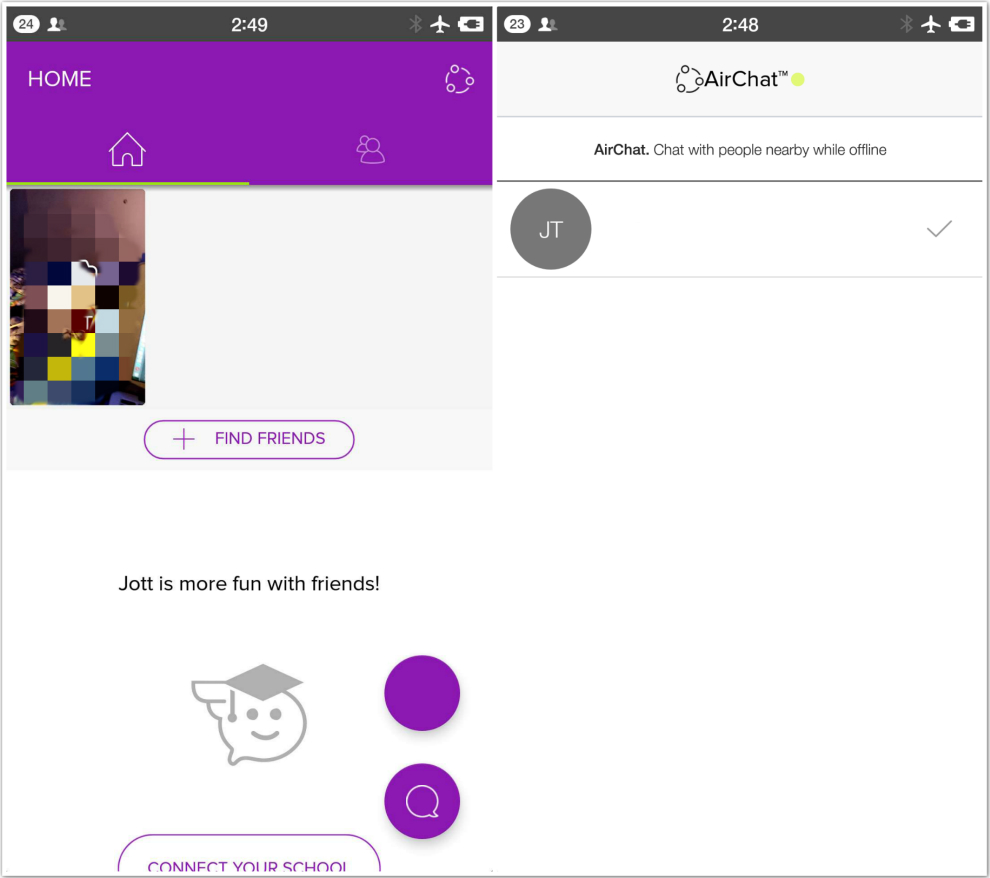 24
2:49
HOME
FIND FRIENDS
Jott is more fun with friends!
CONNECT YOUR SCHOOL
23
2:48
AirChat™
AirChat. Chat with people nearby while offline
JT